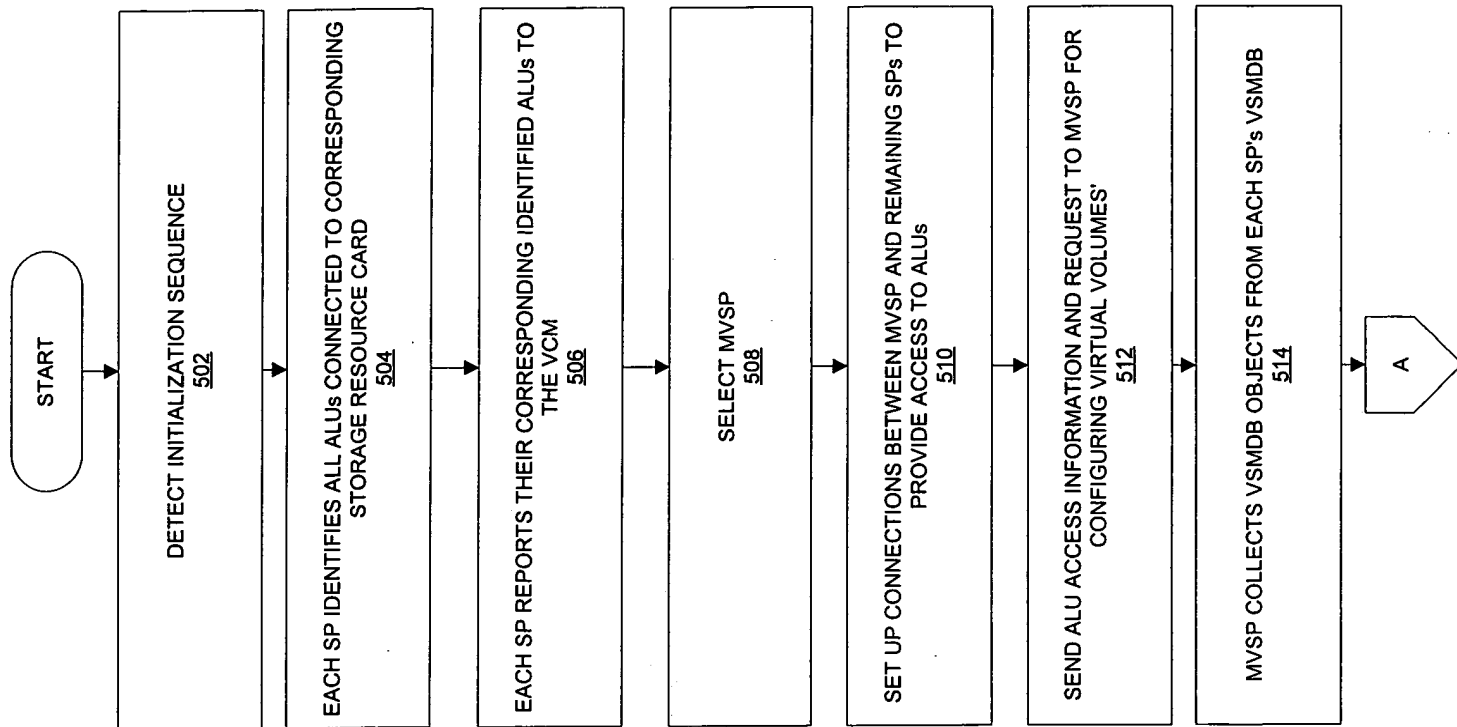 START
DETECT INITIALIZATION SEQUENCE
502
EACH SP IDENTIFIES ALL ALUs CONNECTED TO CORRESPONDING
STORAGE RESOURCE CARD
504
EACH SP REPORTS THEIR CORRESPONDING IDENTIFIED ALUs TO
THE VCM
506
SELECT MVSP
508
SET UP CONNECTIONS BETWEEN MVSP AND REMAINING SPs TO
PROVIDE ACCESS TO ALUs
510
SEND ALU ACCESS INFORMATION AND REQUEST TO MVSP FOR
CONFIGURING VIRTUAL VOLUMES'
512
MVSP COLLECTS VSMDB OBJECTS FROM EACH SP's VSMDB
514
A